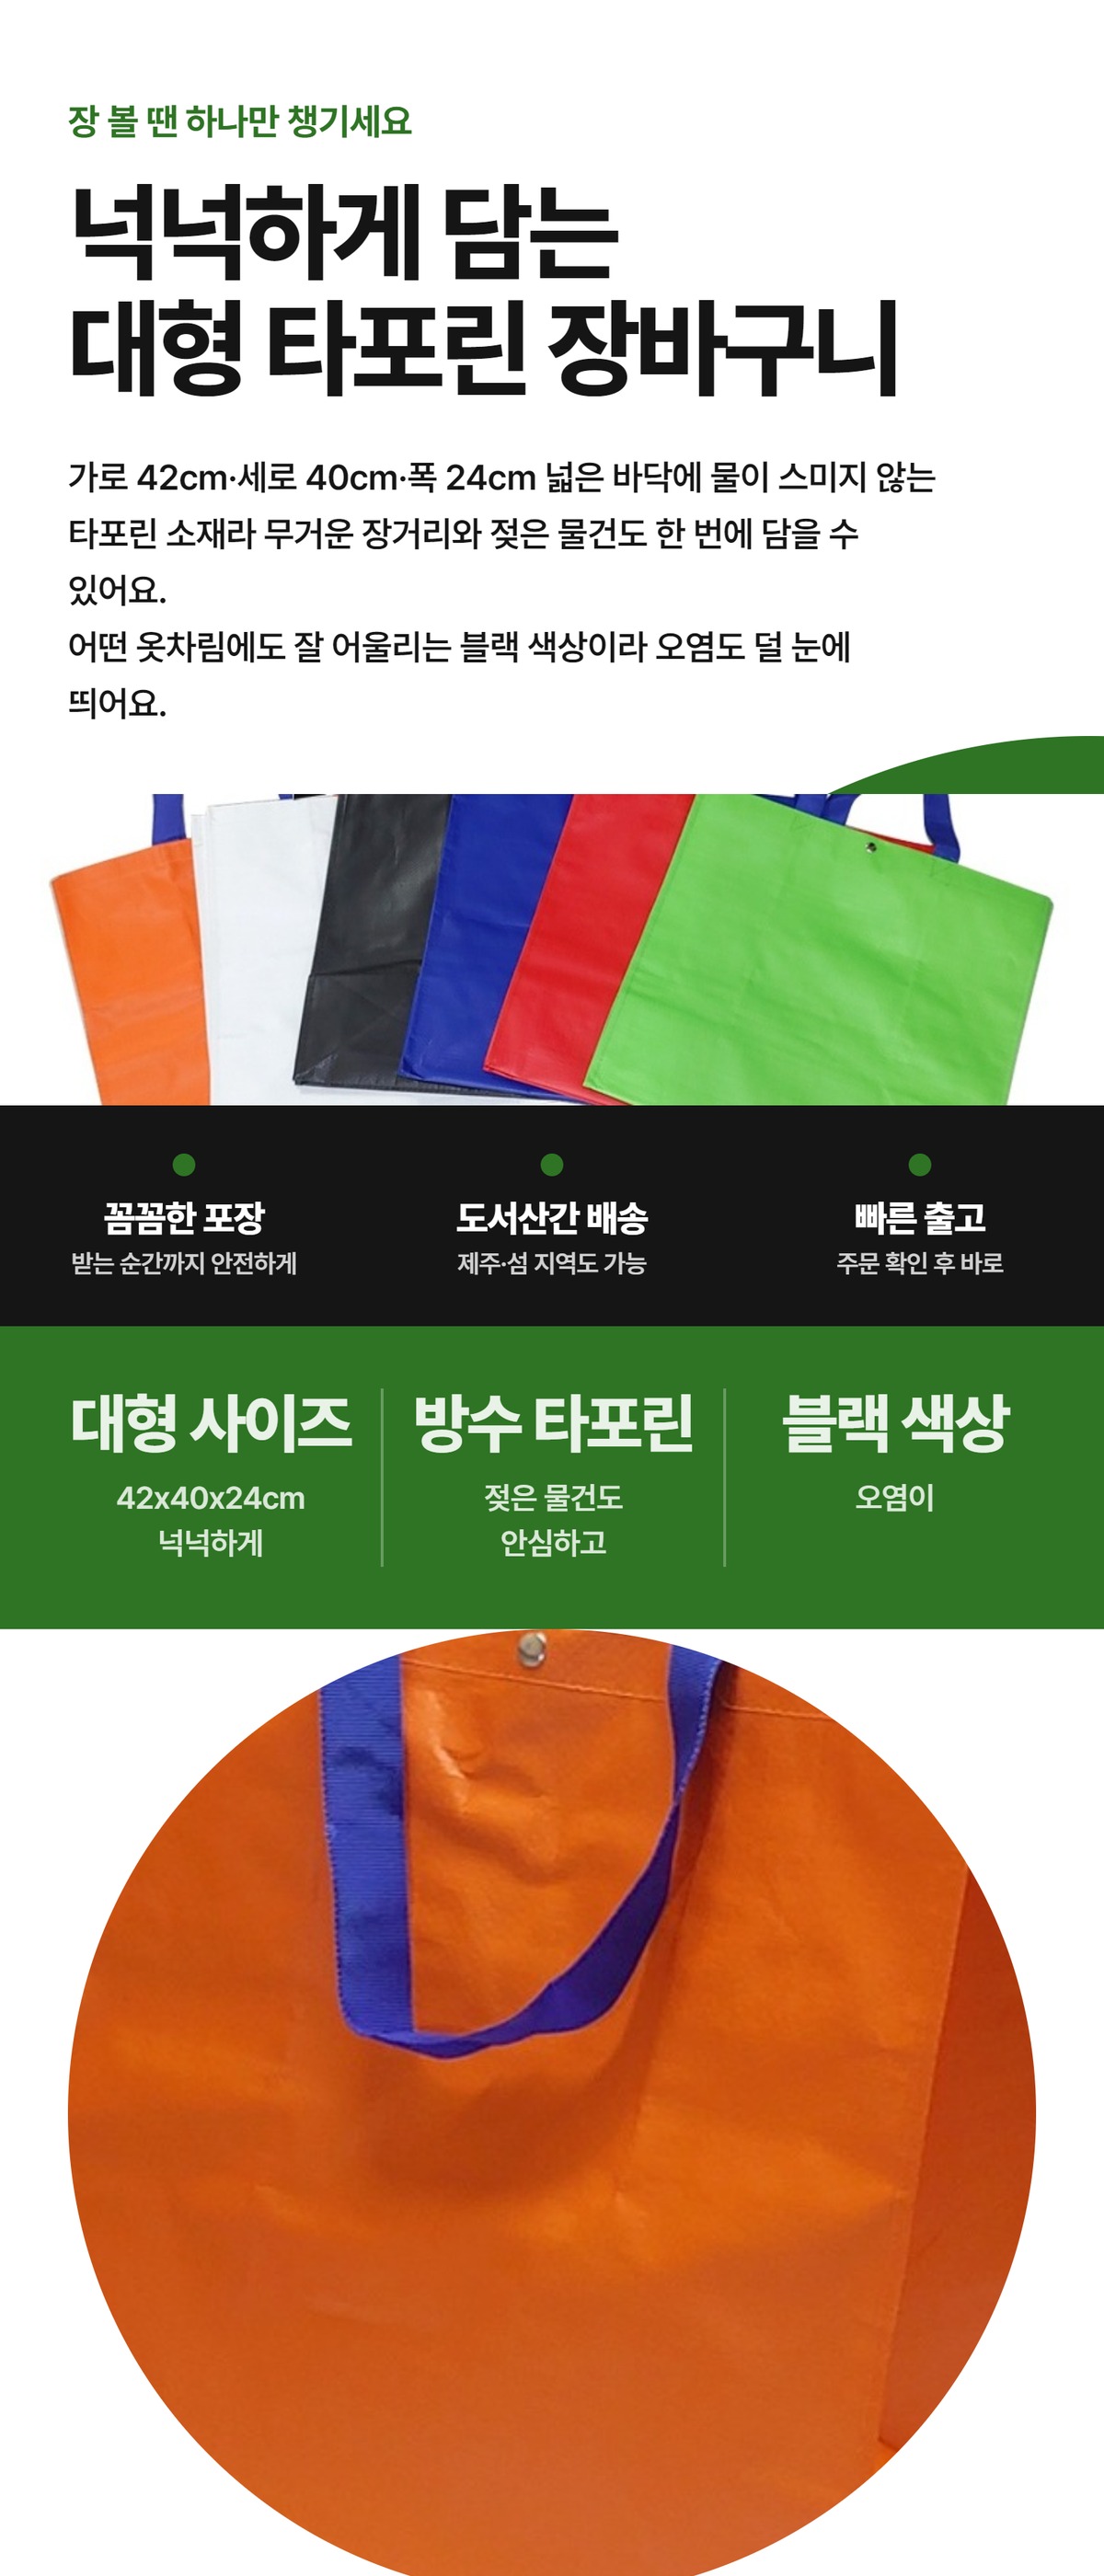 장 볼 땐 하나만 챙기세요
넉넉하게 담는
대형 타포린 장바구니
가로 42cm·세로 40cm·폭 24cm 넓은 바닥에 물이 스미지 않는
타포린 소재라 무거운 장거리와 젖은 물건도 한 번에 담을 수
있어요.
어떤 옷차림에도 잘 어울리는 블랙 색상이라 오염도 덜 눈에
띄어요.
꼼꼼한 포장
받는 순간까지 안전하게
도서산간 배송
제주·섬 지역도 가능
빠른 출고
주문 확인 후 바로
대형 사이즈
42x40x24cm
넉넉하게
방수 타포린
젖은 물건도
안심하고
블랙 색상
오염이